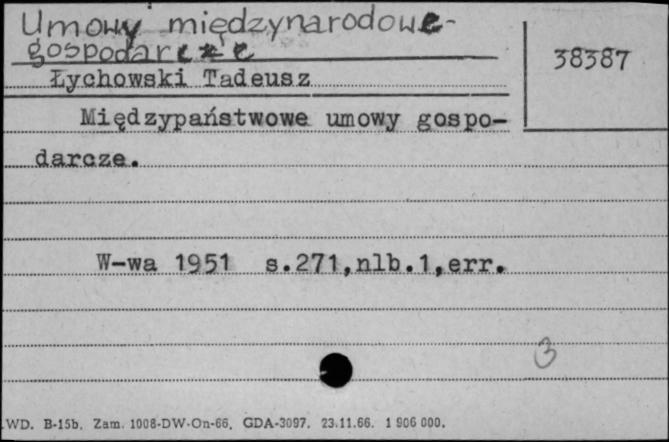 Umowy międzynarodowe-
gospodarcze
38387
Łychowski Tadeusz
Międzypaństwowe umowy gospo-
darcze.
W-wa 1951 s.271,nlb.1,err.
3
WD. B-15b. Zam. 1008-DW-On-66. GDA-3097. 23.11.66. 1 906 000.